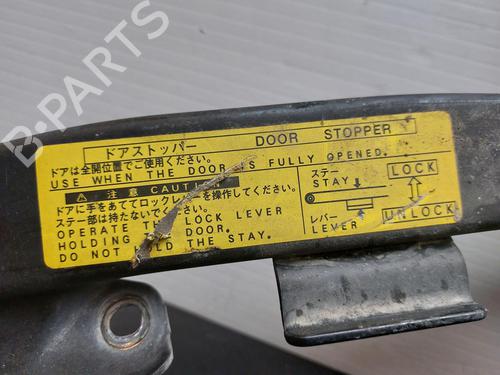 B-PARTS
ドアストッパー DOOR STOPPER
ドアは全開位置でご使用ください。
USE WHEN THE DOOR IS FULLY OPENED.
⚠ 注意 CAUTION
ドアに手をあててロックレバーを操作してください。
ステー部は持たないでください。
OPERATE THE LOCK LEVER
HOLDING DOOR.
DO NOT HOLD THE STAY.
ステー
STAY
LOCK
レバー
LEVER
UNLOCK